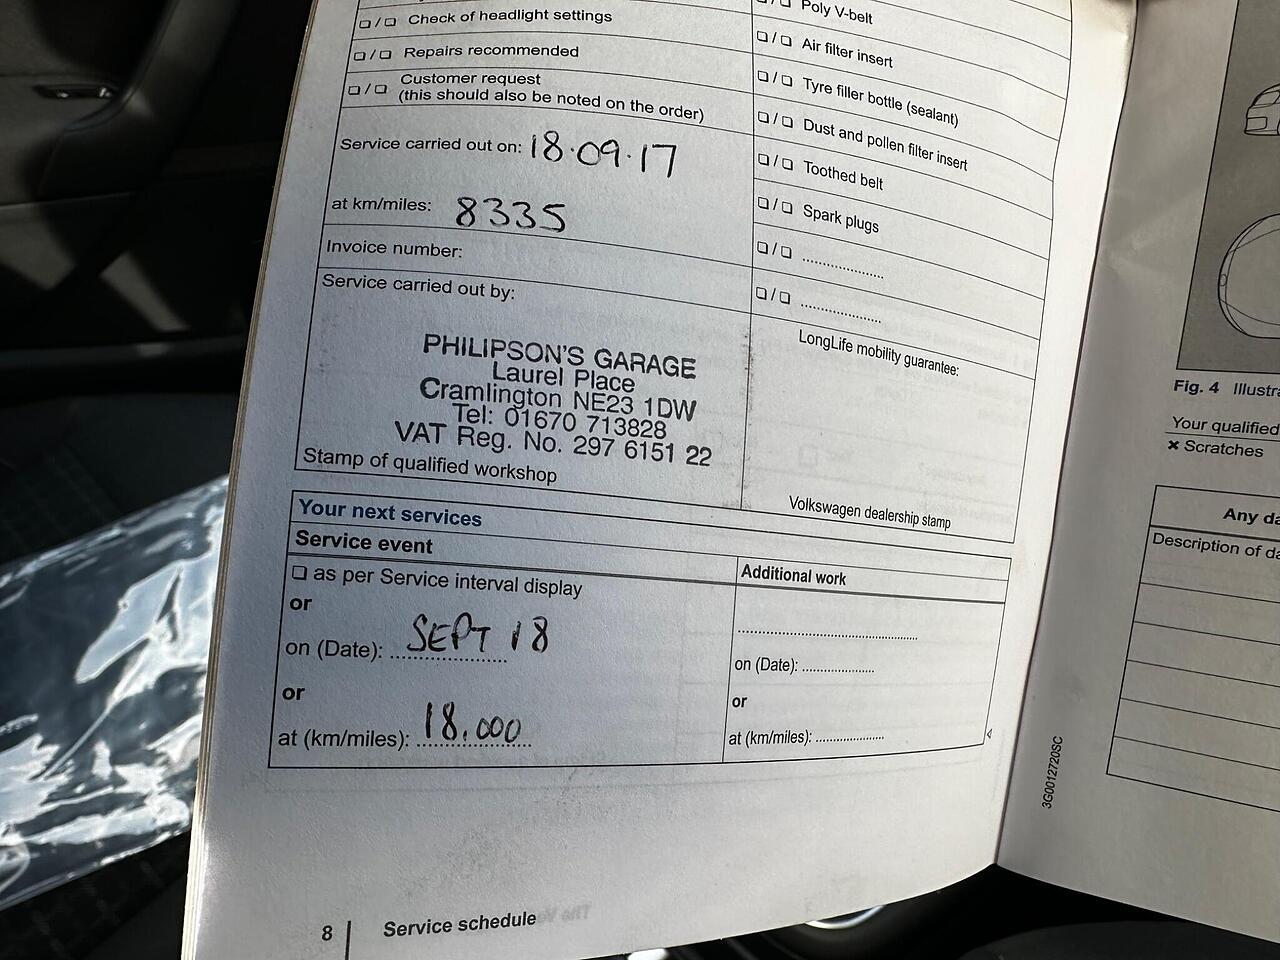 ❏ / ❏ Check of headlight settings
❏ / ❏ Repairs recommended
❏ / ❏ Customer request
(this should also be noted on the order)
Service carried out on: 18.09.17
at km/miles: 8335
Invoice number:
Service carried out by:
PHILIPSON'S GARAGE
Laurel Place
Cramlington NE23 1DW
Tel: 01670 713828
VAT Reg. No. 297 6151 22
Stamp of qualified workshop
❏ / ❏ Poly V-belt
❏ / ❏ Air filter insert
❏ / ❏ Tyre filler bottle (sealant)
❏ / ❏ Dust and pollen filter insert
❏ / ❏ Toothed belt
❏ / ❏ Spark plugs
❏ / ❏ ....................
❏ / ❏ ....................
LongLife mobility guarantee:
Volkswagen dealership stamp
Your next services
Service event
❏ as per Service interval display
or
on (Date): SEPT 18
or
at (km/miles): 18.000
Additional work
.............................................
on (Date): ..................
or
at (km/miles): .................
8 Service schedule
Fig. 4 Illustra
Your qualified
× Scratches
Any da
Description of da
3G0012720SC